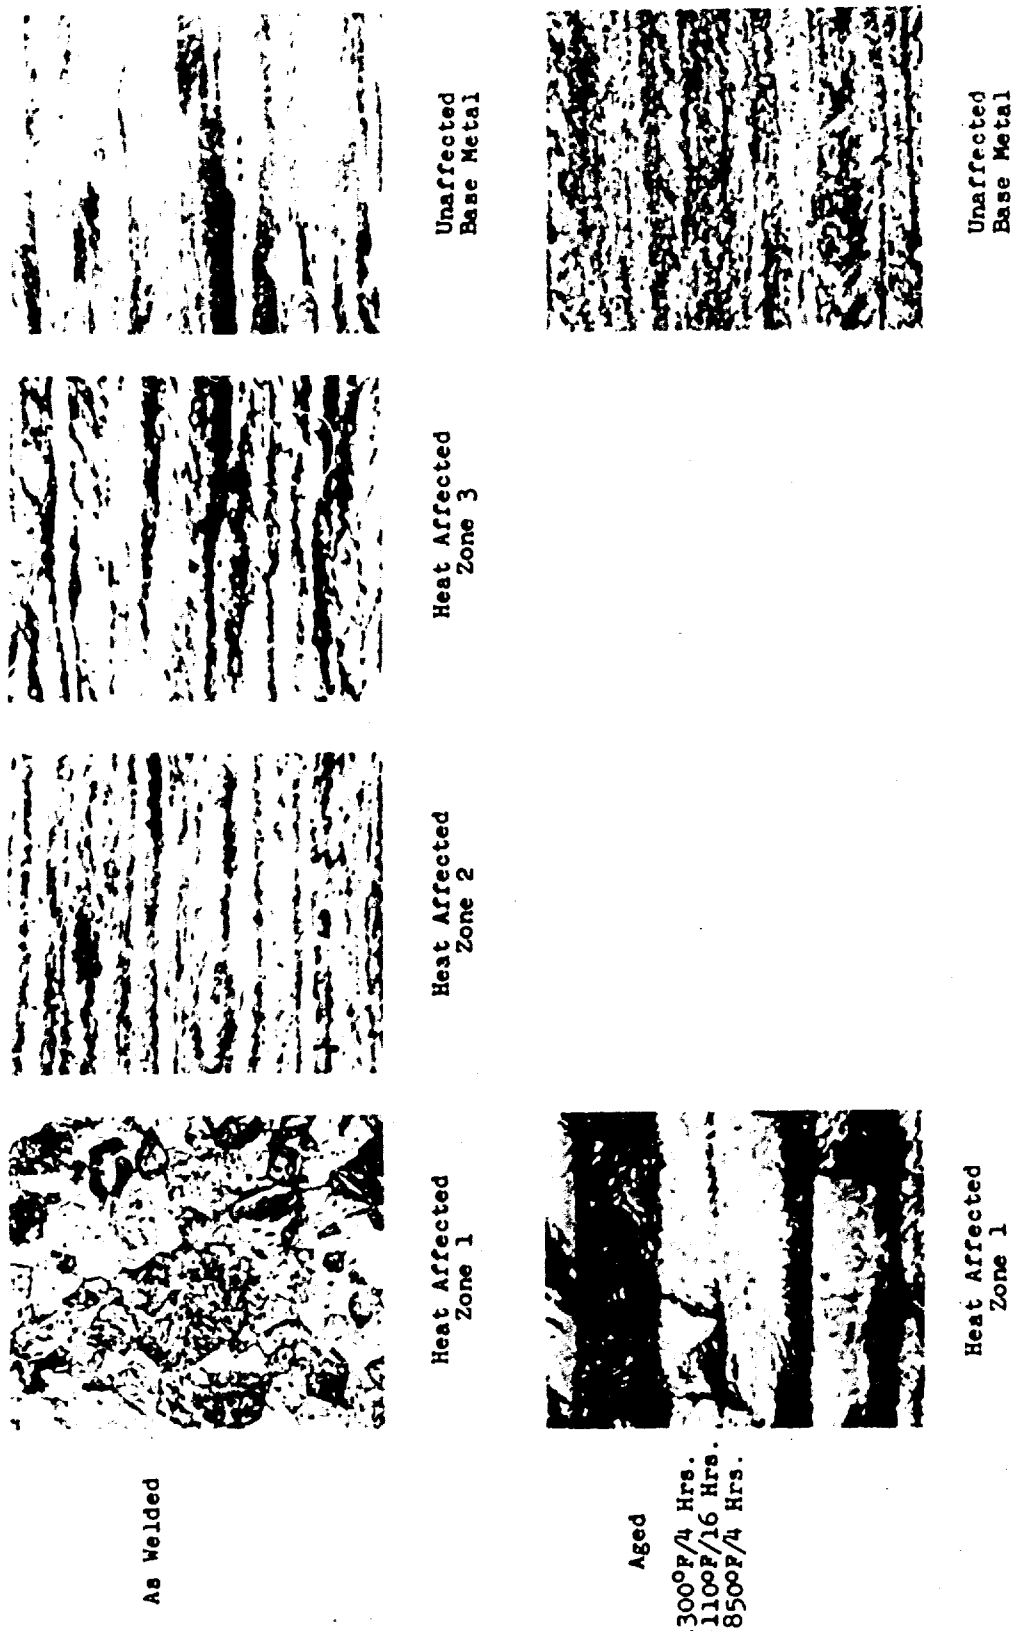 As Welded
Heat Affected
Zone 1
Heat Affected
Zone 2
Heat Affected
Zone 3
Unaffected
Base Metal
Aged
300°F/4 Hrs.
110°F/16 Hrs.
850°F/4 Hrs.
Heat Affected
Zone 1
Unaffected
Base Metal